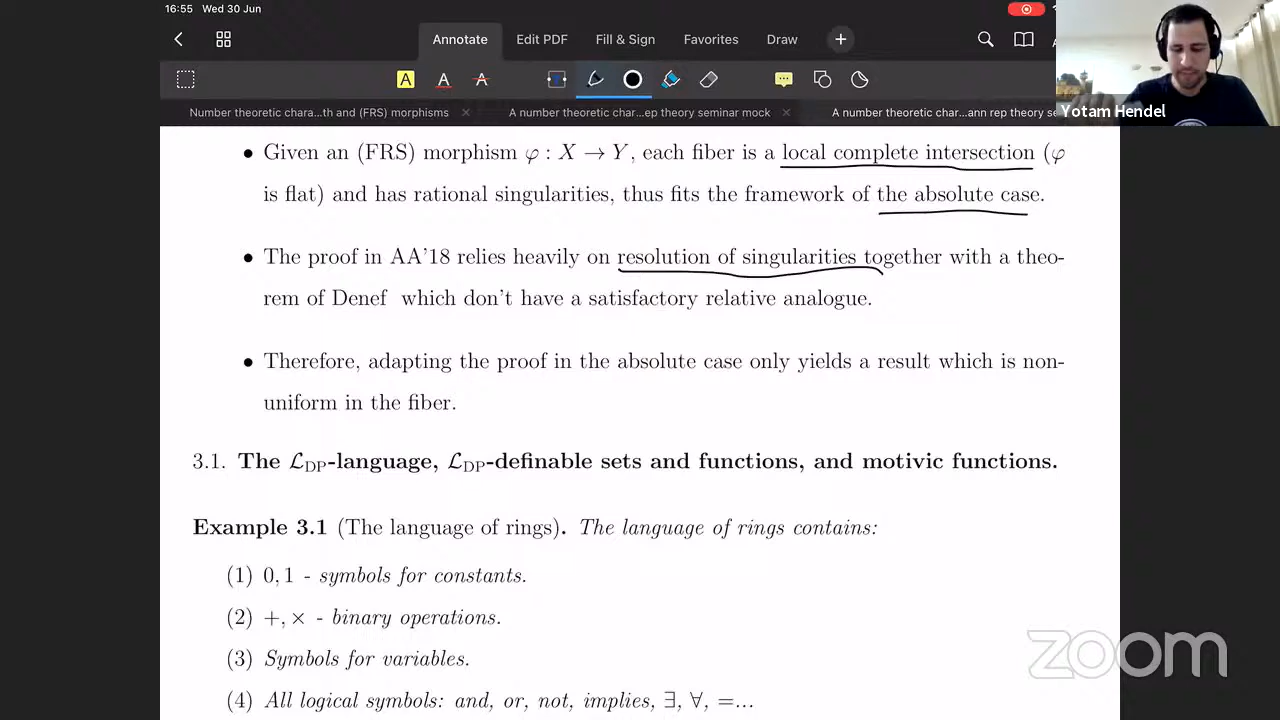 16:55 Wed 30 Jun
Annotate Edit PDF Fill & Sign Favorites Draw
Yotam Hendel
Number theoretic chara...th and (FRS) morphisms × A number theoretic char...ep theory seminar mock × A number theoretic char...ann rep theory se
• Given an (FRS) morphism φ : X → Y, each fiber is a local complete intersection (φ
is flat) and has rational singularities, thus fits the framework of the absolute case.
• The proof in AA'18 relies heavily on resolution of singularities together with a theo-
rem of Denef which don't have a satisfactory relative analogue.
• Therefore, adapting the proof in the absolute case only yields a result which is non-
uniform in the fiber.
3.1. The 𝓛_DP-language, 𝓛_DP-definable sets and functions, and motivic functions.
Example 3.1 (The language of rings). The language of rings contains:
(1) 0, 1 - symbols for constants.
(2) +, × - binary operations.
(3) Symbols for variables.
(4) All logical symbols: and, or, not, implies, ∃, ∀, =...
zoom